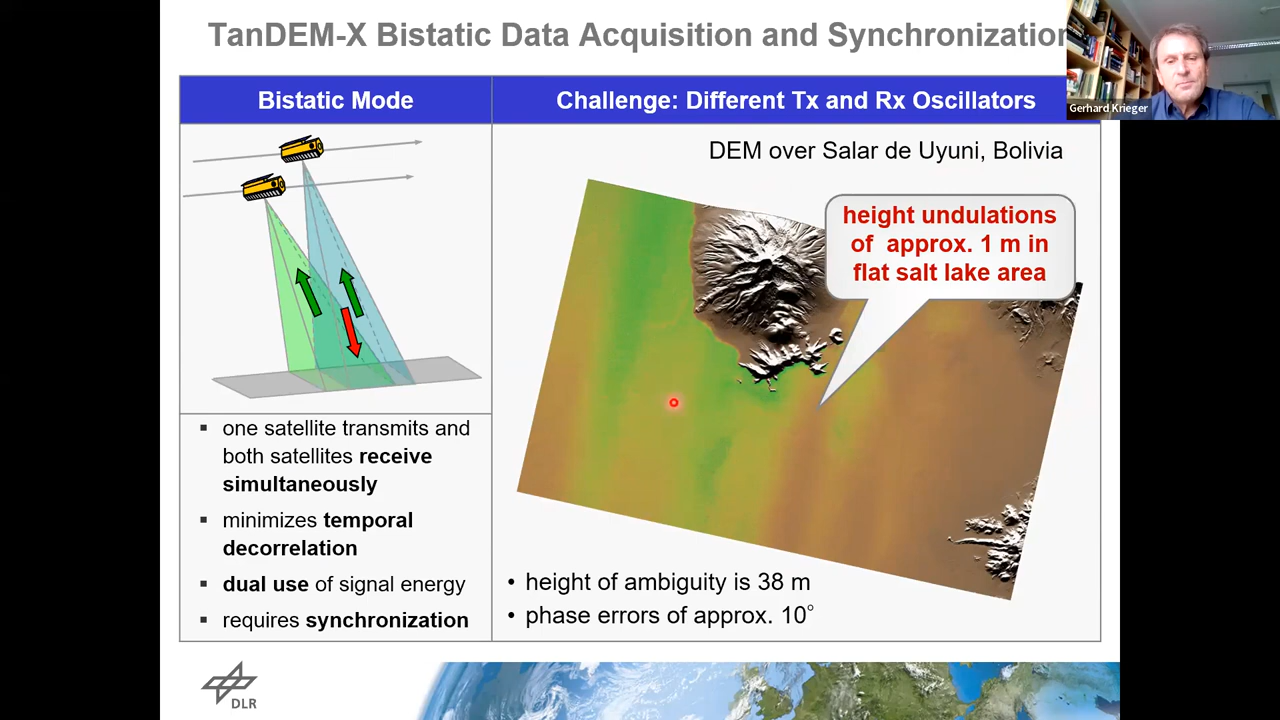 TanDEM-X Bistatic Data Acquisition and Synchronization
Gerhard Krieger
Bistatic Mode
Challenge: Different Tx and Rx Oscillators
DEM over Salar de Uyuni, Bolivia
height undulations
of approx. 1 m in
flat salt lake area
▪ one satellite transmits and
both satellites receive
simultaneously
▪ minimizes temporal
decorrelation
▪ dual use of signal energy
▪ requires synchronization
• height of ambiguity is 38 m
• phase errors of approx. 10°
DLR